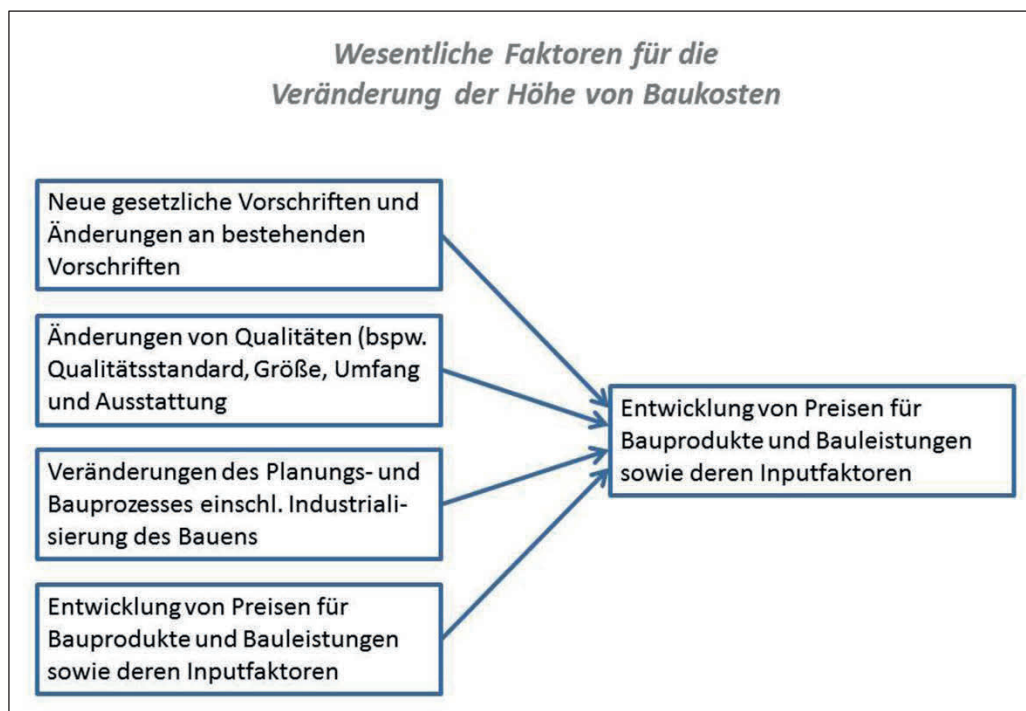 Wesentliche Faktoren für die
Veränderung der Höhe von Baukosten
Neue gesetzliche Vorschriften und
Änderungen an bestehenden
Vorschriften
Änderungen von Qualitäten (bspw.
Qualitätsstandard, Größe, Umfang
und Ausstattung
Veränderungen des Planungs- und
Bauprozesses einschl. Industriali-
sierung des Bauens
Entwicklung von Preisen für
Bauprodukte und Bauleistungen
sowie deren Inputfaktoren
Entwicklung von Preisen für
Bauprodukte und Bauleistungen
sowie deren Inputfaktoren